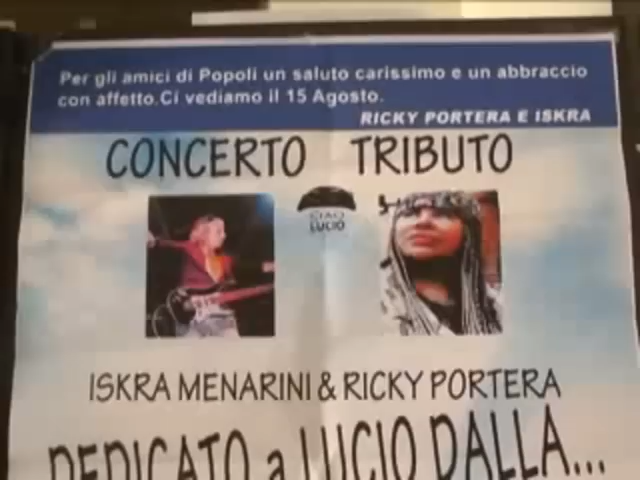 Per gli amici di Popoli un saluto carissimo e un abbraccio
con affetto.Ci vediamo il 15 Agosto.
RICKY PORTERA E ISKRA
CONCERTO TRIBUTO
CIAO
LUCIO
ISKRA MENARINI & RICKY PORTERA
DEDICATO a LUCIO DALLA...